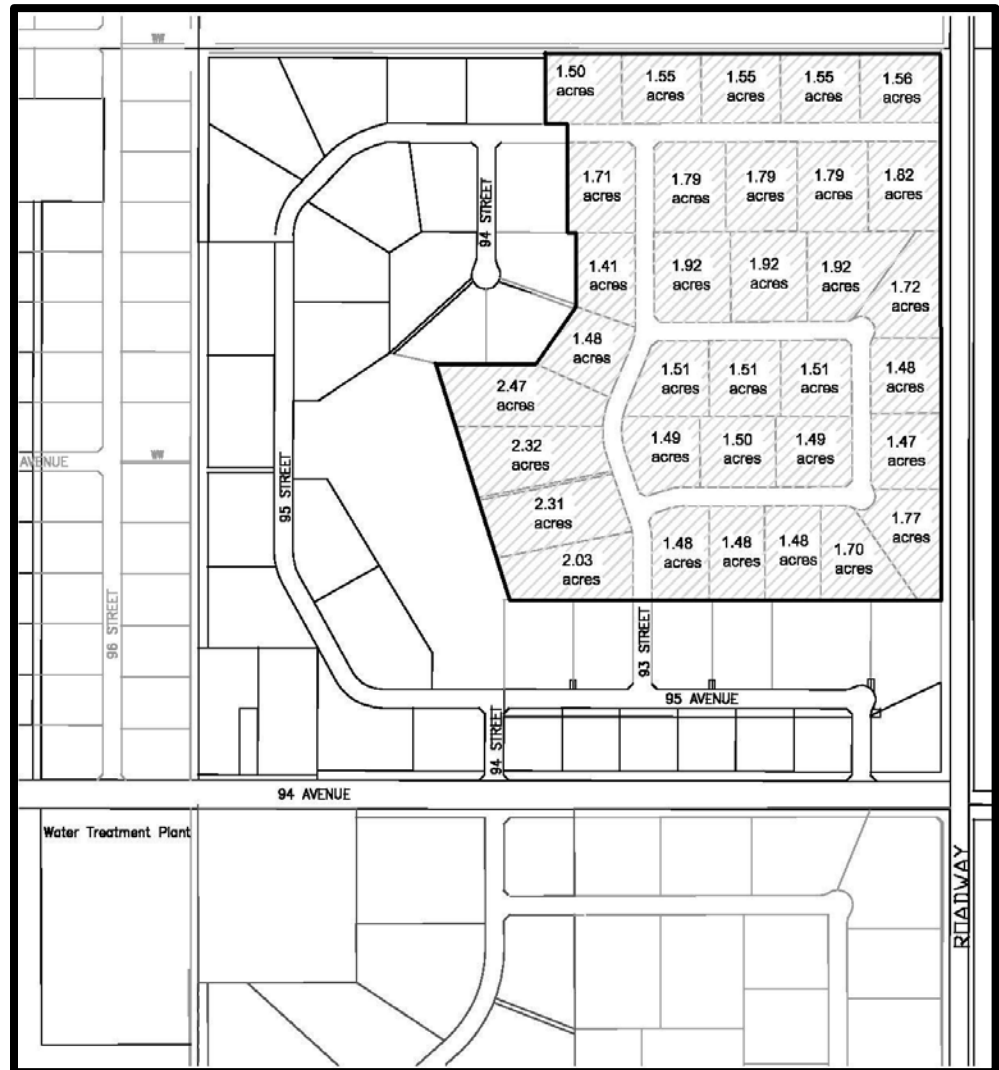 W
1.50
acres
1.55
acres
1.55
acres
1.55
acres
1.56
acres
1.71
acres
1.79
acres
1.79
acres
1.79
acres
1.82
acres
94 STREET
1.41
acres
1.92
acres
1.92
acres
1.92
acres
1.72
acres
1.48
acres
1.51
acres
1.51
acres
1.51
acres
1.48
acres
2.47
acres
2.32
acres
1.49
acres
1.50
acres
1.49
acres
1.47
acres
W
AVENUE
95 STREET
2.31
acres
2.03
acres
1.48
acres
1.48
acres
1.48
acres
1.70
acres
1.77
acres
96 STREET
93 STREET
95 AVENUE
94 STREET
94 AVENUE
Water Treatment Plant
ROADWAY